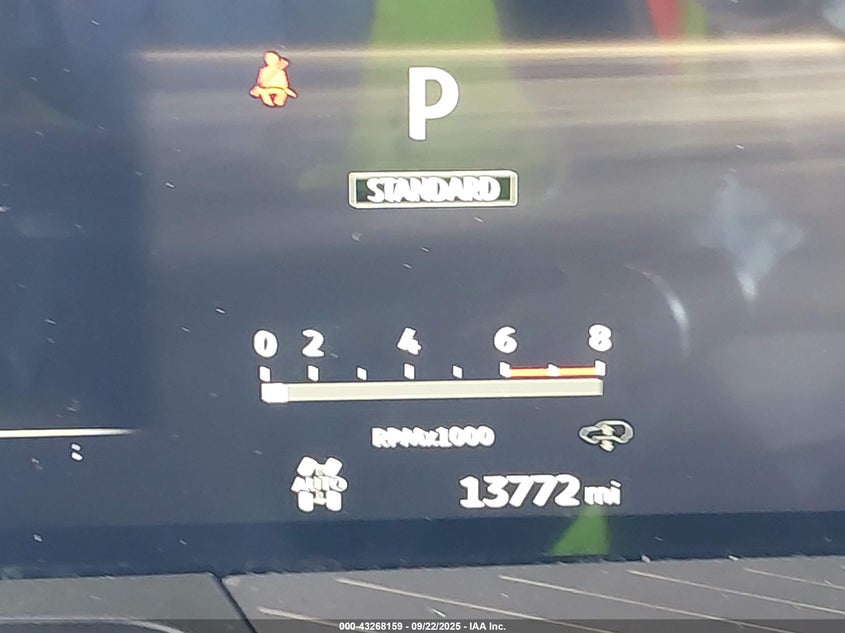 P
STANDARD
0 2 4 6 8
RPMx1000
AUTO
13772 mi
000-43268159 - 09/22/2025 - IAA Inc.